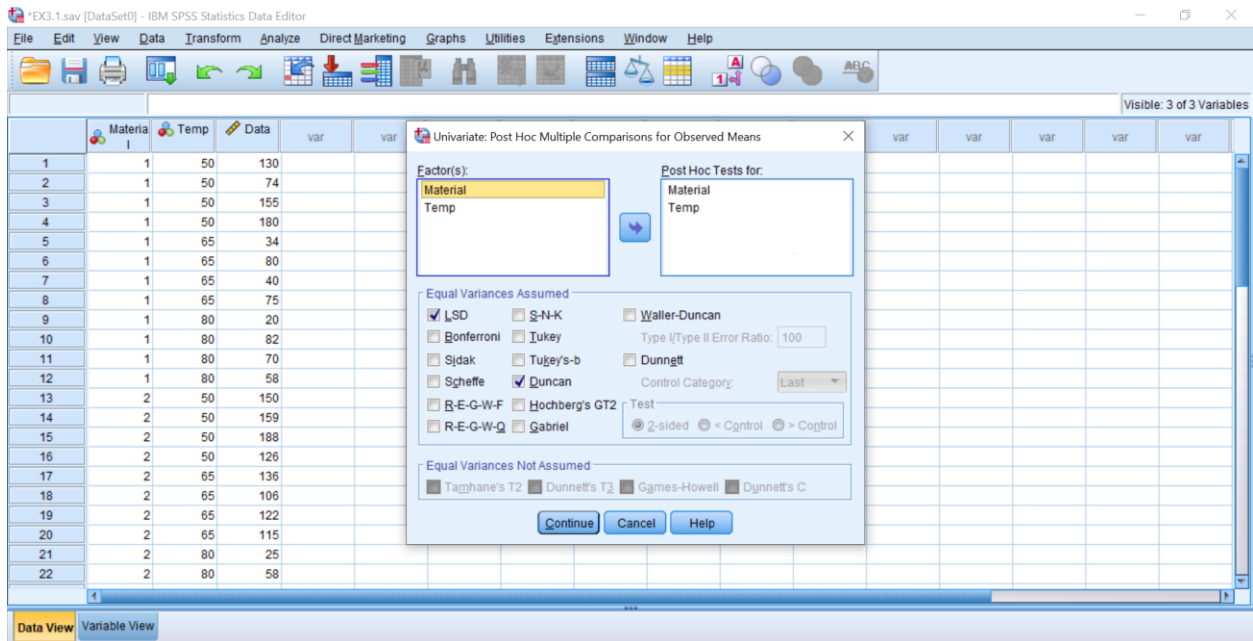 *EX3.1.sav [DataSet0] - IBM SPSS Statistics Data Editor
File Edit View Data Transform Analyze Direct Marketing Graphs Utilities Extensions Window Help
Visible: 3 of 3 Variables
Materia Temp Data var var var var var var var
l
1 1 50 130
2 1 50 74
3 1 50 155
4 1 50 180
5 1 65 34
6 1 65 80
7 1 65 40
8 1 65 75
9 1 80 20
10 1 80 82
11 1 80 70
12 1 80 58
13 2 50 150
14 2 50 159
15 2 50 188
16 2 50 126
17 2 65 136
18 2 65 106
19 2 65 122
20 2 65 115
21 2 80 25
22 2 80 58
Univariate: Post Hoc Multiple Comparisons for Observed Means
Factor(s):
Material
Temp
Post Hoc Tests for:
Material
Temp
Equal Variances Assumed
LSD S-N-K Waller-Duncan
Bonferroni Tukey Type I/Type II Error Ratio: 100
Sidak Tukey's-b Dunnett
Scheffe Duncan Control Category: Last
R-E-G-W-F Hochberg's GT2 Test
R-E-G-W-Q Gabriel 2-sided < Control > Control
Equal Variances Not Assumed
Tamhane's T2 Dunnett's T3 Games-Howell Dunnett's C
Continue Cancel Help
Data View Variable View